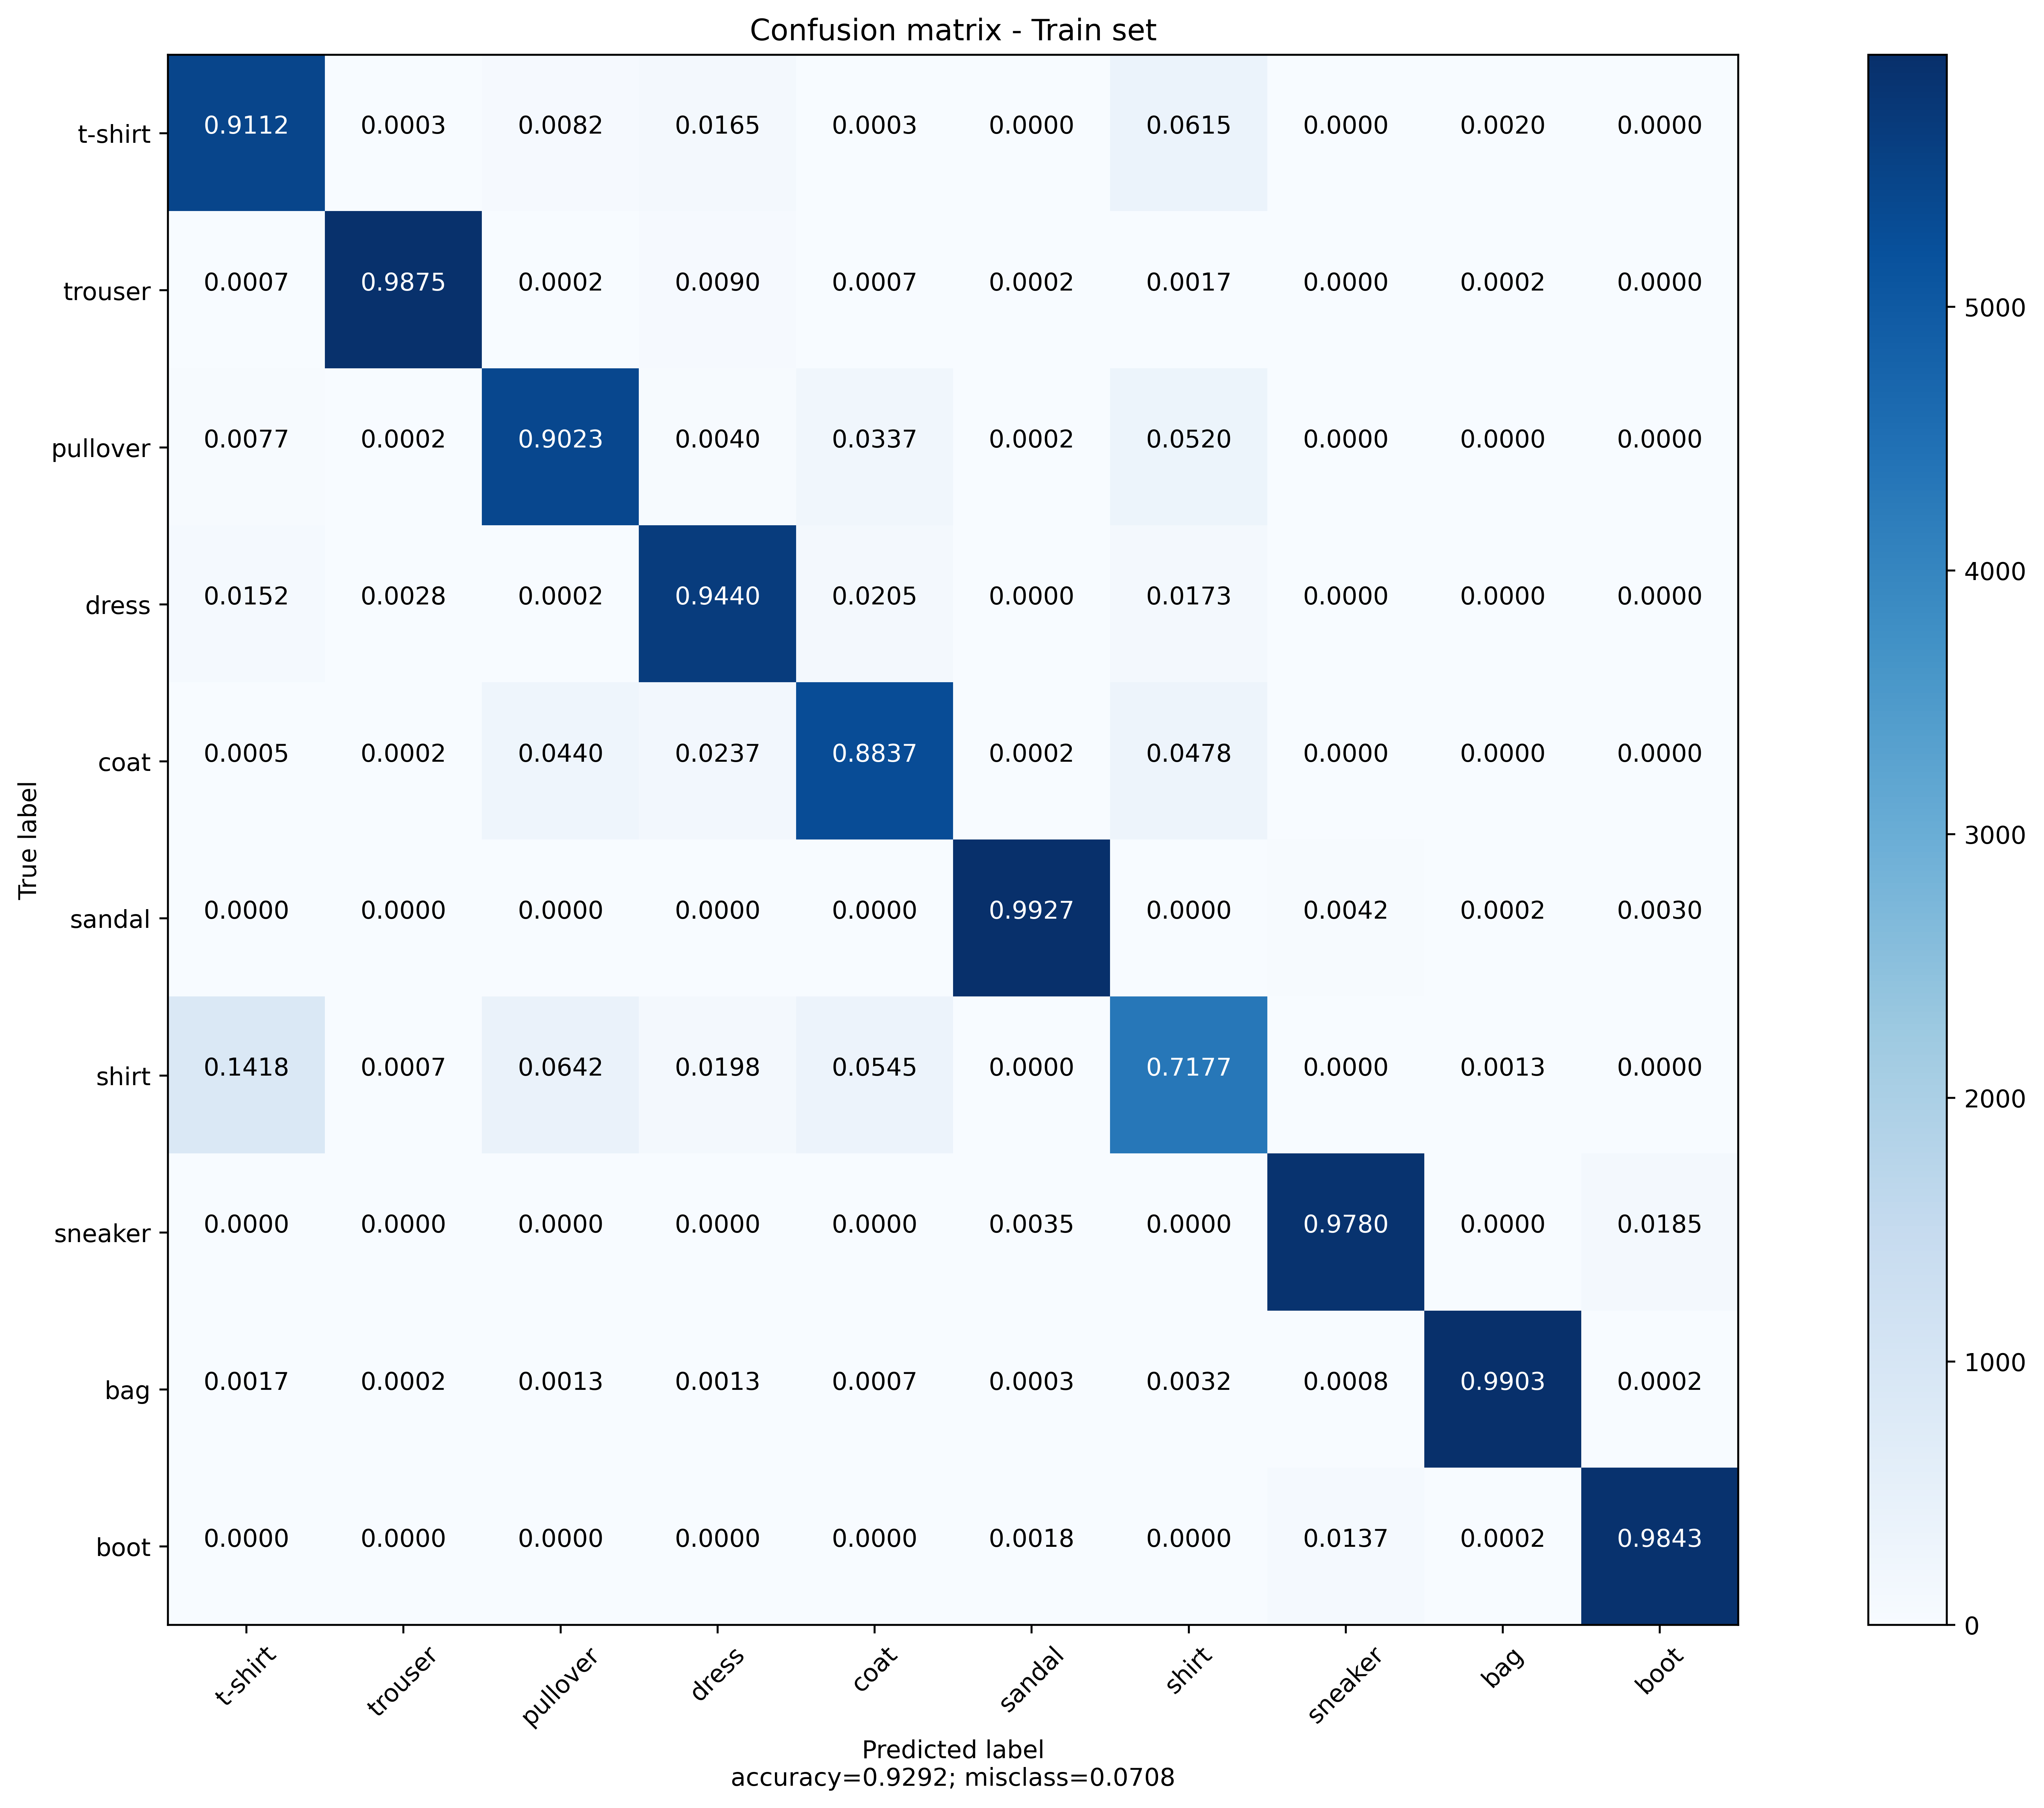 Confusion matrix - Train set
t-shirt 0.9112 0.0003 0.0082 0.0165 0.0003 0.0000 0.0615 0.0000 0.0020 0.0000
trouser 0.0007 0.9875 0.0002 0.0090 0.0007 0.0002 0.0017 0.0000 0.0002 0.0000
5000
pullover 0.0077 0.0002 0.9023 0.0040 0.0337 0.0002 0.0520 0.0000 0.0000 0.0000
4000
dress 0.0152 0.0028 0.0002 0.9440 0.0205 0.0000 0.0173 0.0000 0.0000 0.0000
coat 0.0005 0.0002 0.0440 0.0237 0.8837 0.0002 0.0478 0.0000 0.0000 0.0000
3000
True label
sandal 0.0000 0.0000 0.0000 0.0000 0.0000 0.9927 0.0000 0.0042 0.0002 0.0030
shirt 0.1418 0.0007 0.0642 0.0198 0.0545 0.0000 0.7177 0.0000 0.0013 0.0000
2000
sneaker 0.0000 0.0000 0.0000 0.0000 0.0000 0.0035 0.0000 0.9780 0.0000 0.0185
1000
bag 0.0017 0.0002 0.0013 0.0013 0.0007 0.0003 0.0032 0.0008 0.9903 0.0002
boot 0.0000 0.0000 0.0000 0.0000 0.0000 0.0018 0.0000 0.0137 0.0002 0.9843
0
t-shirt trouser pullover dress coat sandal shirt sneaker bag boot
Predicted label
accuracy=0.9292; misclass=0.0708